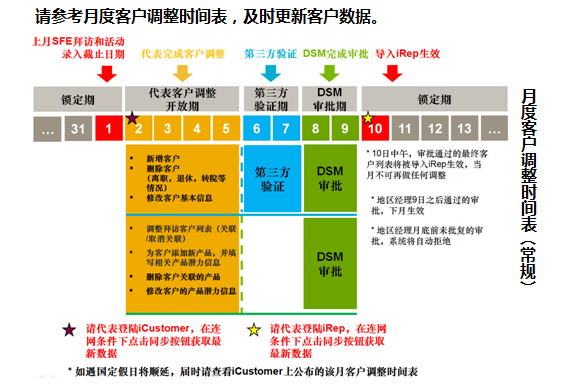 请参考月度客户调整时间表，及时更新客户数据。
上月SFE拜访和活动
录入截止日期
代表完成客户调整
第三方验证
DSM完成审批
导入iRep生效
锁定期
代表客户调整
开放期
第三方
验证期
DSM
审批期
锁定期
... 31 1 2 3 4 5 6 7 8 9 10 11 12 13 ...
• 新增客户
• 删除客户
(离职，退休，转院等
情况)
• 修改客户基本信息
第三方
验证
DSM
审批
• 调整拜访客户列表（关联
/取消关联）
• 为客户添加新产品，并填
写相关产品潜力信息
• 删除客户关联的产品
• 修改客户的产品潜力信息
DSM
审批
* 10日中午，审批通过的最终客
户列表将被导入iRep生效，当
月不可再做任何调整
* 地区经理9日之后通过的审
批，下月生效
* 地区经理月底前未批复的审
批，系统将自动拒绝
月度客户调整时间表（常规）
请代表登陆iCustomer，在连
网条件下点击同步按钮获取
最新数据
请代表登陆iRep，在连网
条件下点击同步按钮获取
最新数据
* 如遇国定假日将顺延，届时请查看iCustomer上公布的该月客户调整时间表